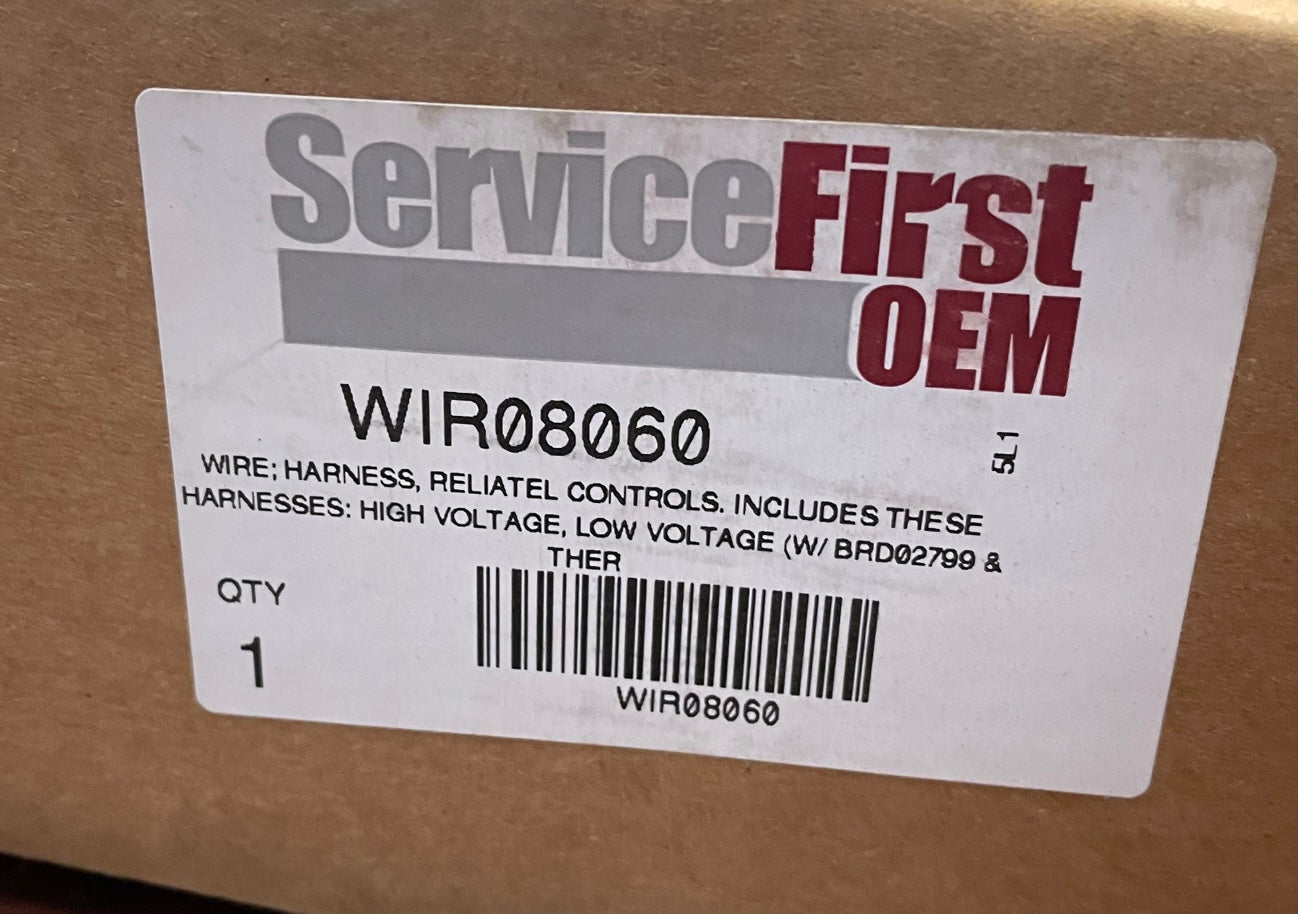 ServiceFirst
OEM
WIR08060
5L1
WIRE; HARNESS, RELIATEL CONTROLS. INCLUDES THESE
HARNESSES: HIGH VOLTAGE, LOW VOLTAGE (W/ BRD02799 &
THER
QTY
1
WIR08060